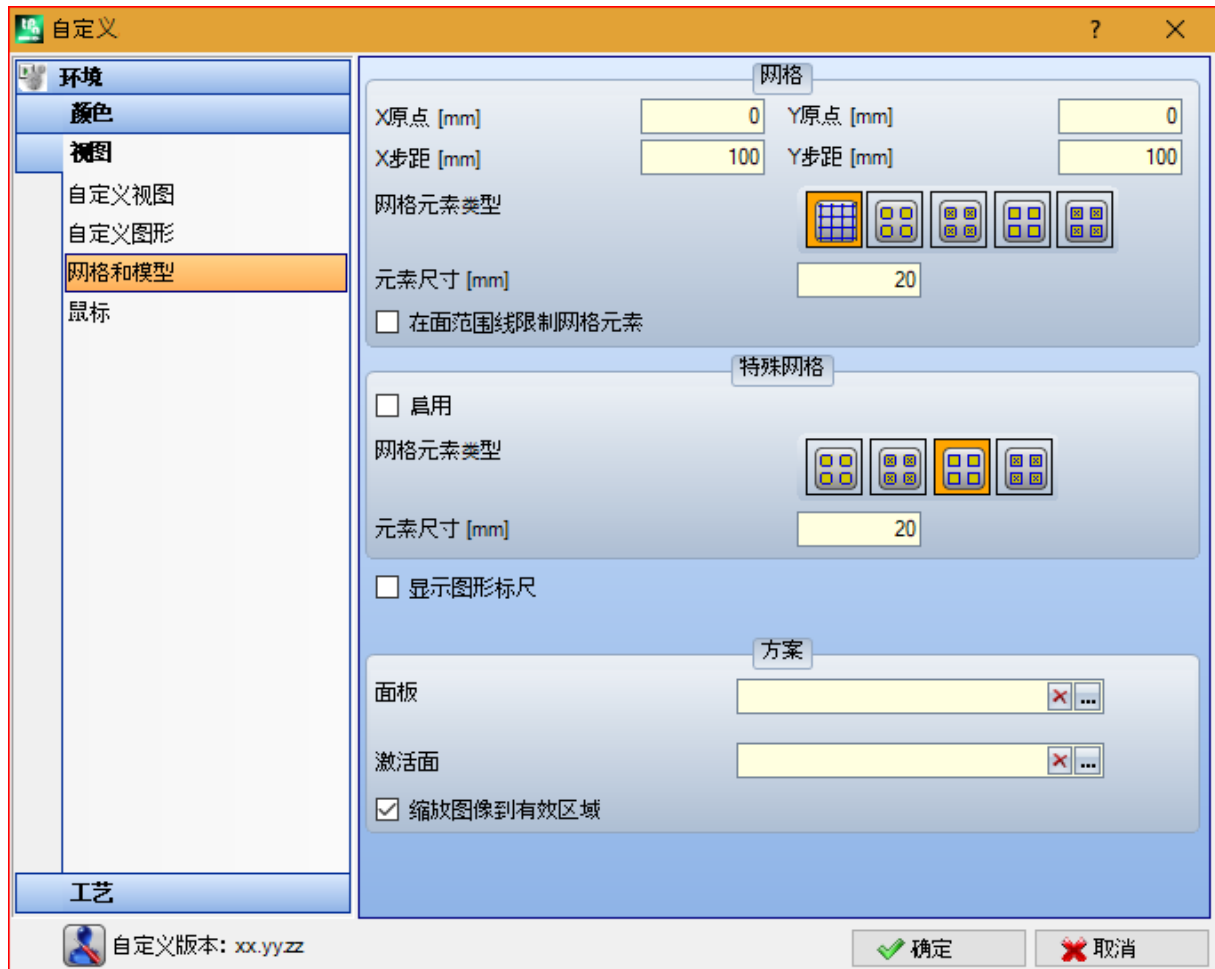 自定义
?
环境
颜色
视图
自定义视图
自定义图形
网格和模型
鼠标
工艺
网格
X原点 [mm] 0 Y原点 [mm] 0
X步距 [mm] 100 Y步距 [mm] 100
网格元素类型
元素尺寸 [mm] 20
在面范围线限制网格元素
特殊网格
启用
网格元素类型
元素尺寸 [mm] 20
显示图形标尺
方案
面板
...
激活面
...
缩放图像到有效区域
自定义版本: xx.yy.zz
确定
取消